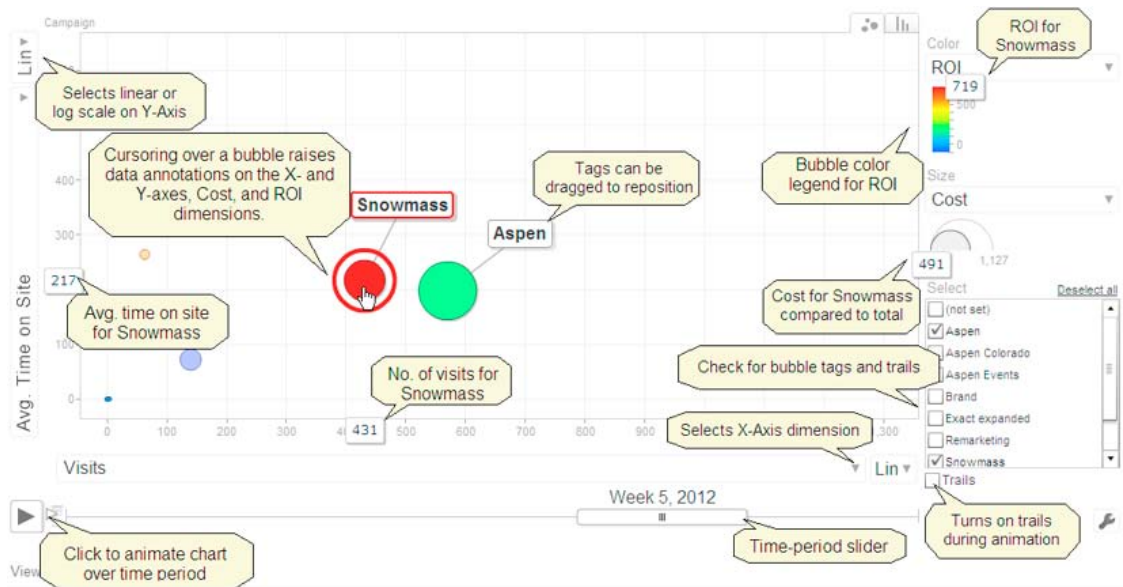 Campaign
Lin
Selects linear or
log scale on Y-Axis
Color
ROI
ROI for
Snowmass
719
500
0
Cursoring over a bubble raises
data annotations on the X- and
Y-axes, Cost, and ROI
dimensions.
Tags can be
dragged to reposition
Bubble color
legend for ROI
400
300
100
0
Snowmass
Aspen
Size
Cost
491
1,127
217
Avg. time on site
for Snowmass
Avg. Time on Site
Cost for Snowmass
compared to total
Select
Deselect all
(not set)
Aspen
Aspen Colorado
Aspen Events
Brand
Exact expanded
Remarketing
Snowmass
Trails
No. of visits for
Snowmass
Check for bubble tags and trails
Selects X-Axis dimension
0 100 200 300 431 500 600 700 800 900
Visits
Lin
Week 5, 2012
Click to animate chart
over time period
Time-period slider
Turns on trails
during animation
View